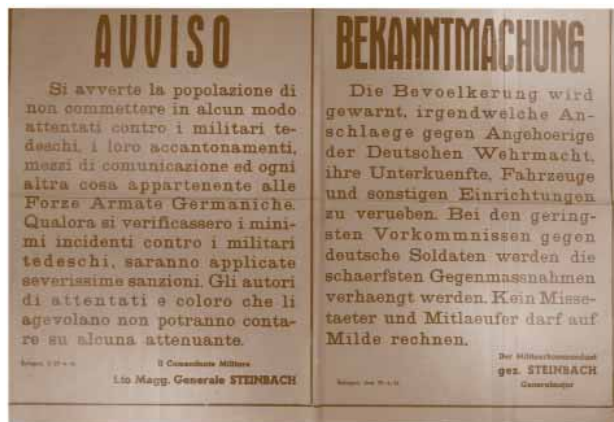 AVVISO
Si avverte la popolazione di
non commettere in alcun modo
attentati contro i militari te-
deschi, i loro accantonamenti,
mezzi di comunicazione ed ogni
altra cosa appartenente alle
Forze Armate Germaniche.
Qualora si verificassero i mini-
mi incidenti contro i militari
tedeschi, saranno applicate
severissime sanzioni. Gli autori
di attentati e coloro che li
agevolano non potranno conta-
re su alcuna attenuante.
Il Comandante Militare
f.to Magg. Generale STEINBACH
BEKANNTMACHUNG
Die Bevoelkerung wird
gewarnt, irgendwelche An-
schlaege gegen Angehoerige
der Deutschen Wehrmacht,
ihre Unterkuenfte, Fahrzeuge
und sonstigen Einrichtungen
zu verueben. Bei den gering-
sten Vorkommnissen gegen
deutsche Soldaten werden die
schaerfsten Gegenmassnahmen
verhaengt werden. Kein Misse-
taeter und Mitlaeufer darf auf
Milde rechnen.
Der Militaerkommandant
gez. STEINBACH
Generalmajor